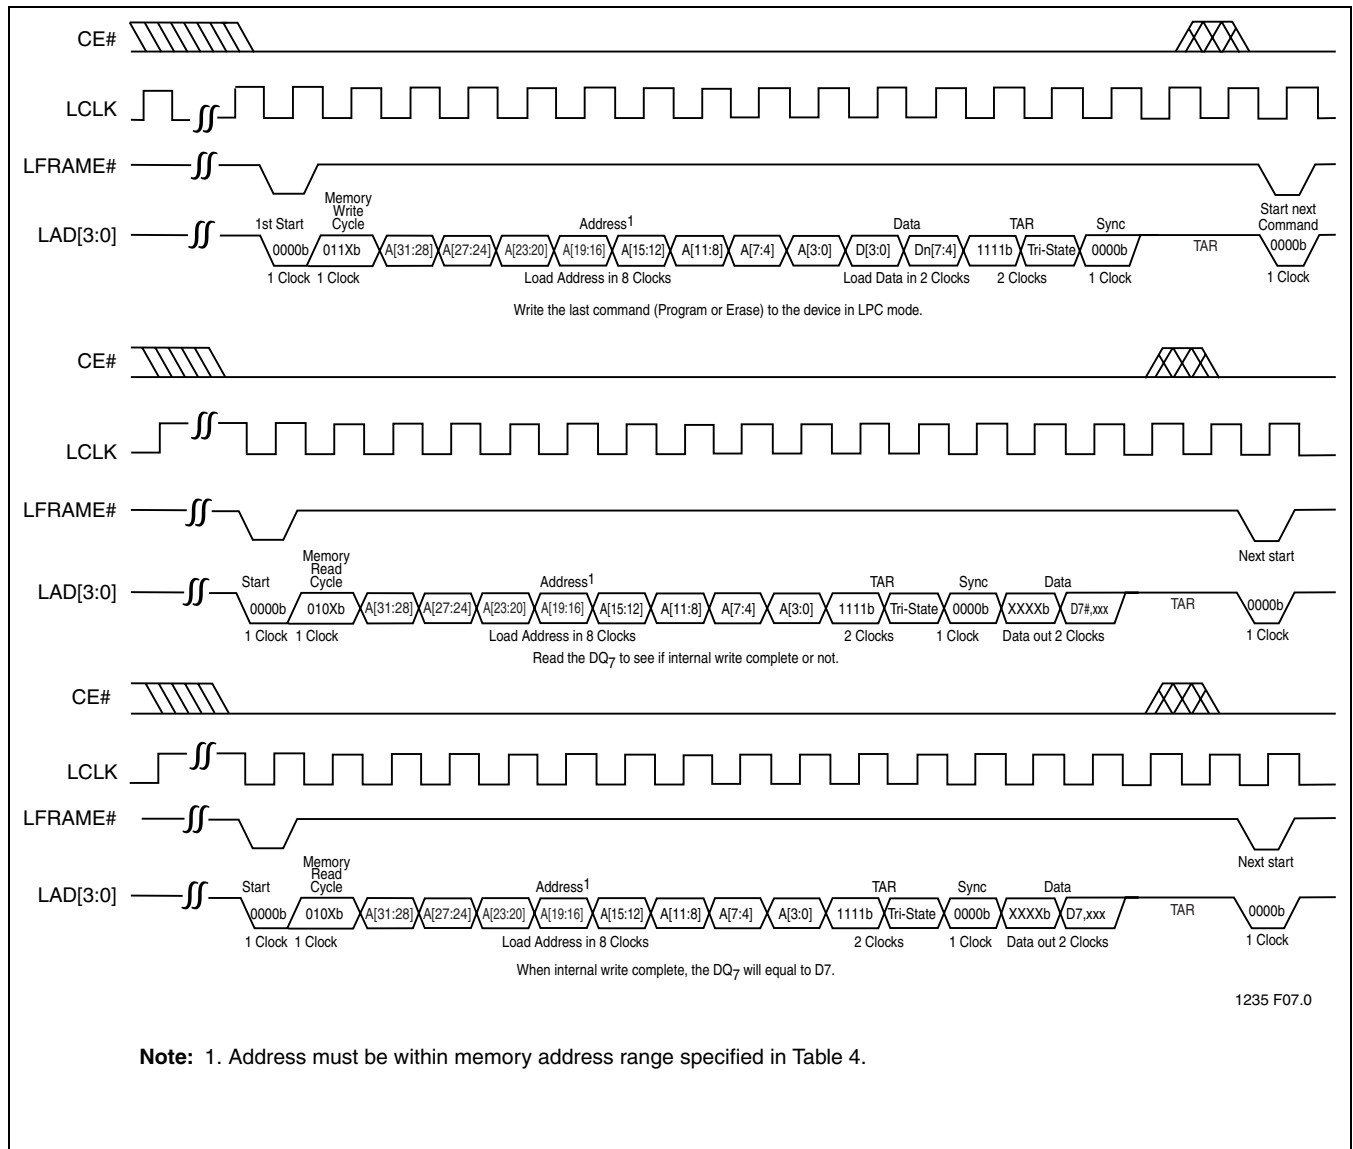 CE#
LCLK
LFRAME#
Memory
Write
Cycle
1st Start
Address1
Data
TAR
Sync
Start next
Command
LAD[3:0]
0000b 011Xb A[31:28] A[27:24] A[23:20] A[19:16] A[15:12] A[11:8] A[7:4] A[3:0] D[3:0] Dn[7:4] 1111b Tri-State 0000b TAR 0000b
1 Clock 1 Clock Load Address in 8 Clocks Load Data in 2 Clocks 2 Clocks 1 Clock 1 Clock
Write the last command (Program or Erase) to the device in LPC mode.
CE#
LCLK
LFRAME#
Next start
Memory
Read
Cycle
Start
Address1
TAR
Sync
Data
LAD[3:0]
0000b 010Xb A[31:28] A[27:24] A[23:20] A[19:16] A[15:12] A[11:8] A[7:4] A[3:0] 1111b Tri-State 0000b XXXXb D7#,xxx TAR 0000b
1 Clock 1 Clock Load Address in 8 Clocks 2 Clocks 1 Clock Data out 2 Clocks 1 Clock
Read the DQ7 to see if internal write complete or not.
CE#
LCLK
LFRAME#
Next start
Memory
Read
Cycle
Start
Address1
TAR
Sync
Data
LAD[3:0]
0000b 010Xb A[31:28] A[27:24] A[23:20] A[19:16] A[15:12] A[11:8] A[7:4] A[3:0] 1111b Tri-State 0000b XXXXb D7,xxx TAR 0000b
1 Clock 1 Clock Load Address in 8 Clocks 2 Clocks 1 Clock Data out 2 Clocks 1 Clock
When internal write complete, the DQ7 will equal to D7.
1235 F07.0
Note: 1. Address must be within memory address range specified in Table 4.